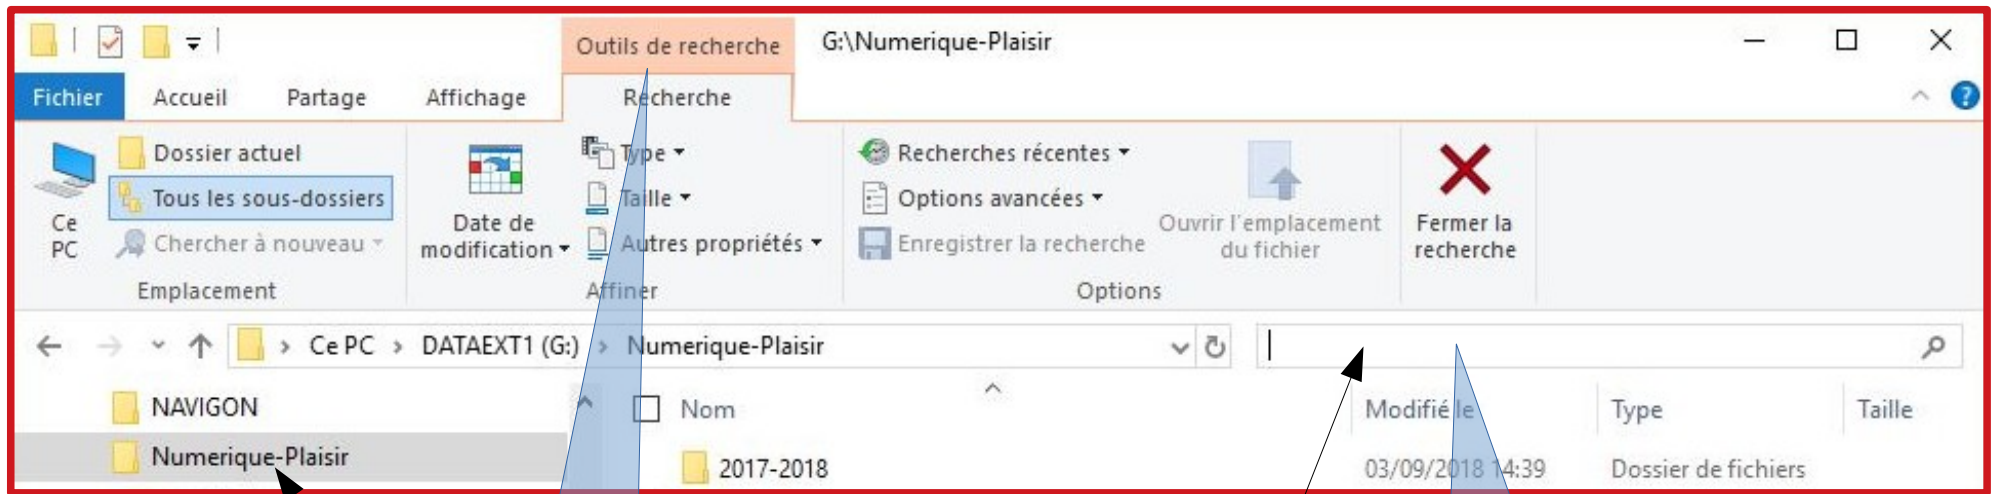 Outils de recherche G:\Numerique-Plaisir
Fichier Accueil Partage Affichage Recherche
Ce PC
Dossier actuel
Tous les sous-dossiers
Chercher à nouveau
Emplacement
Date de modification
Type
Taille
Autres propriétés
Affiner
Recherches récentes
Options avancées
Enregistrer la recherche
Ouvrir l'emplacement du fichier
Options
Fermer la recherche
Ce PC > DATAEXT1 (G:) > Numerique-Plaisir
NAVIGON
Numerique-Plaisir
Nom Modifié le Type Taille
2017-2018 03/09/2018 14:39 Dossier de fichiers